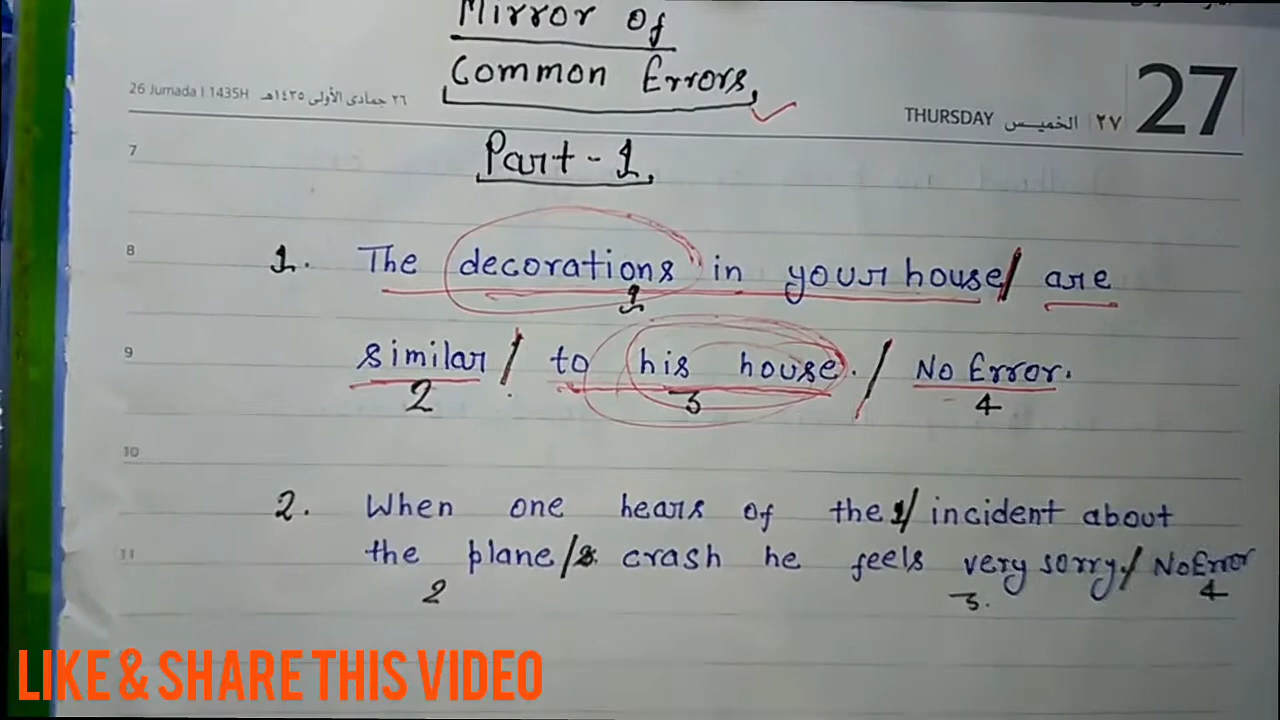 Mirror of
Common Errors,
26 Jumada I 1435H ٢٦ جمادى الأولى ١٤٣٥هـ
THURSDAY الخميس ٢٧ 27
7
Part-1
8
1. The decorations in your house/ are
1
9
similar/ to his house./ No Error.
2 3 4
10
2. When one hears of the1/ incident about
11
the plane/ crash he feels very sorry./ No Error
2 3. 4
LIKE & SHARE THIS VIDEO